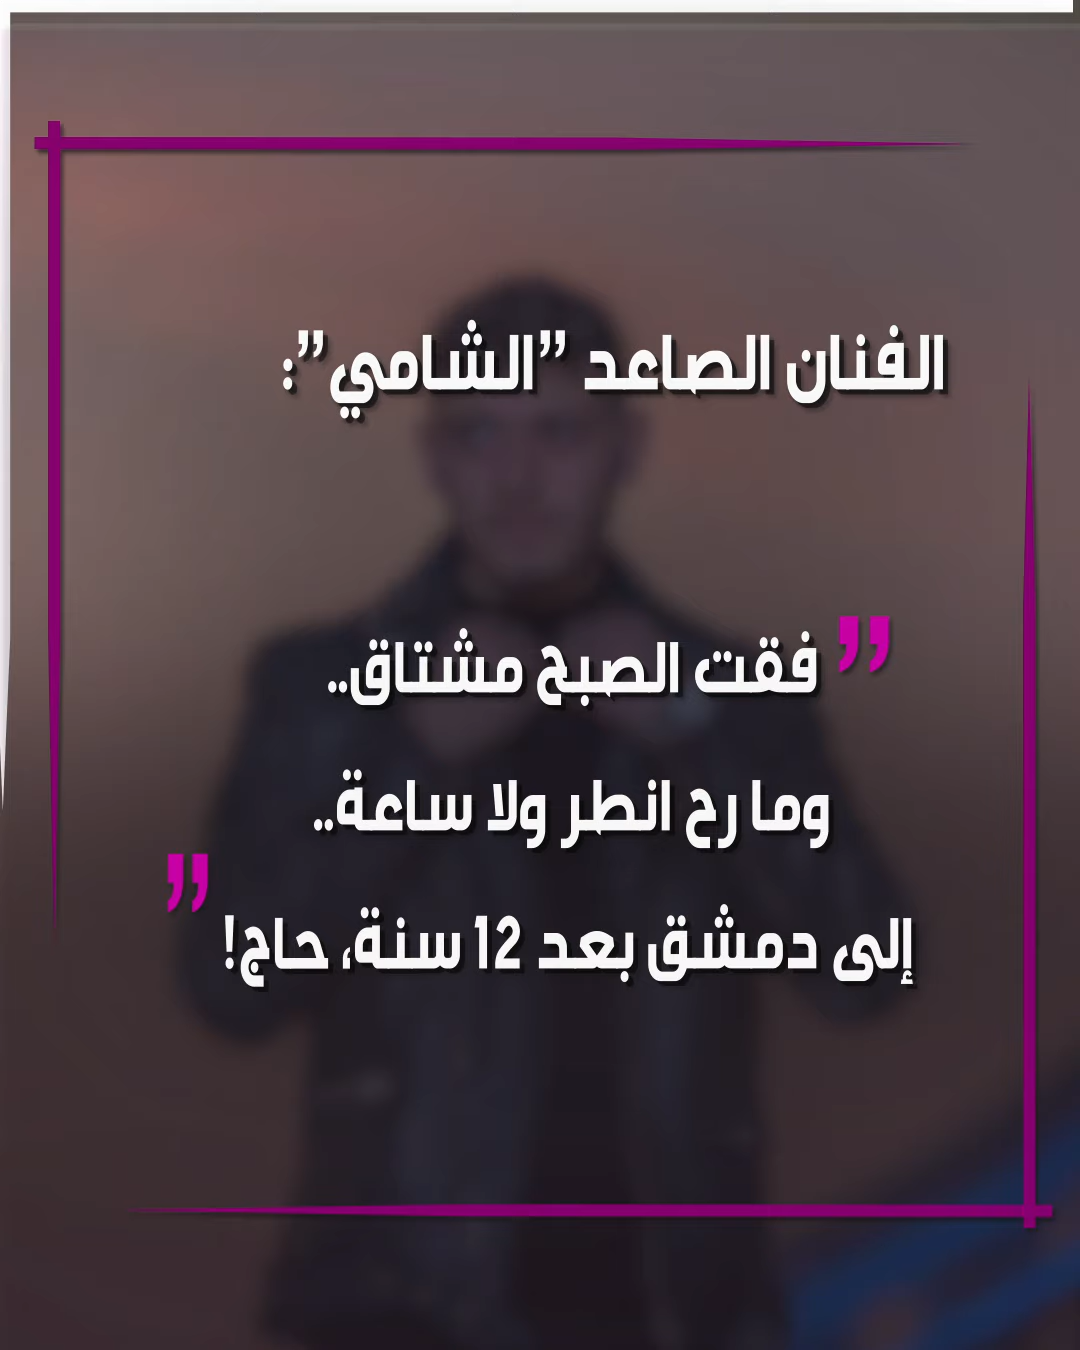 الفنان الصاعد "الشامي":
"فقت الصبح مشتاق..
وما رح انطر ولا ساعة..
إلى دمشق بعد 12 سنة، حاج!"